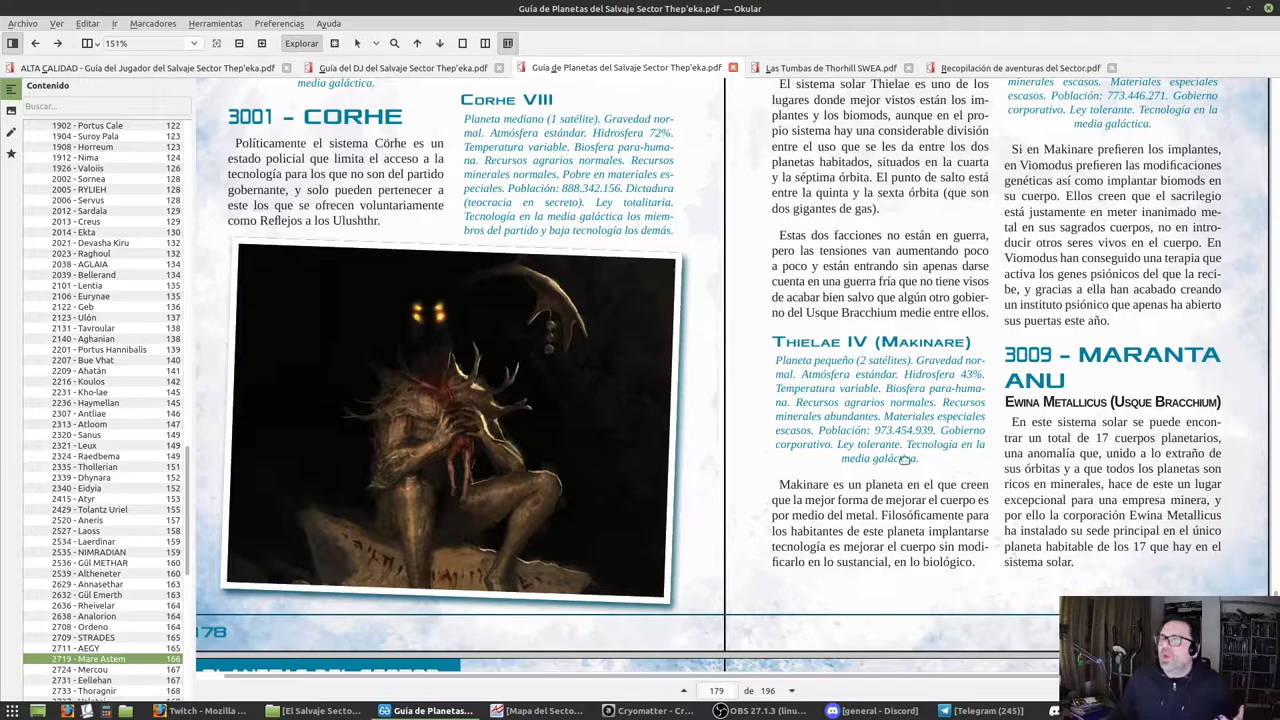 Guía de Planetas del Salvaje Sector Thep'eka.pdf — Okular
Archivo Ver Editar Ir Marcadores Herramientas Preferencias Ayuda
151% Explorar
ALTA CALIDAD - Guía del Jugador del Salvaje Sector Thep'eka.pdf
Guía del DJ del Salvaje Sector Thep'eka.pdf
Guía de Planetas del Salvaje Sector Thep'eka.pdf
Las Tumbas de Thorhill SWEA.pdf
Recopilación de aventuras del Sector.pdf
Contenido
Buscar...
1902 - Portus Cale 122
1904 - Suroy Pala 123
1908 - Horreum 123
1912 - Nima 124
1926 - Valoiis 126
2002 - Sornea 128
2005 - RYLIEH 128
2006 - Servus 128
2012 - Sardala 129
2013 - Creus 129
2014 - Ekta 130
2021 - Devasha Kiru 132
2023 - Raghoul 132
2038 - AGLAIA 134
2039 - Bellerand 134
2101 - Lentia 135
2106 - Eurynae 135
2122 - Geb 136
2123 - Ulón 137
2131 - Tavroular 138
2140 - Aghanian 138
2201 - Portus Hannibalis 139
2207 - Bue Vhat 140
2209 - Ahatán 141
2216 - Koulos 142
2231 - Kho-lae 145
2236 - Haymellan 145
2307 - Antliae 146
2313 - Atloom 147
2320 - Sanus 149
2321 - Leux 149
2324 - Raedbema 149
2335 - Thollerian 151
2339 - Dhynara 152
2340 - Eidyia 152
2415 - Atyr 153
2429 - Tolantz Uriel 155
2520 - Aneris 157
2527 - Laoss 158
2534 - Laerdinar 159
2535 - NIMRADIAN 159
2536 - Gûl METHAR 160
2539 - Altheneter 160
2629 - Annasethar 163
2632 - Gül Emerth 163
2636 - Rheivelar 164
2638 - Analorion 164
2708 - Ordeno 164
2709 - STRADES 165
2711 - AEGY 165
2719 - Mare Astem 166
2724 - Mercou 167
2731 - Eellenei 167
2733 - Thoragnir 168
media galáctica.
3001 - CORHE
Políticamente el sistema Cörhe es un
estado policial que limita el acceso a la
tecnología para los que no son del partido
gobernante, y solo pueden pertenecer a
este los que se ofrecen voluntariamente
como Reflejos a los Ulushthr.
Corhe VIII
Planeta mediano (1 satélite). Gravedad nor-
mal. Atmósfera estándar. Hidrosfera 72%.
Temperatura variable. Biosfera para-huma-
na. Recursos agrarios normales. Recursos
minerales normales. Pobre en materiales es-
peciales. Población: 888.342.156. Dictadura
(teocracia en secreto). Ley totalitaria.
Tecnología en la media galáctica los miem-
bros del partido y baja tecnología los demás.
178
PLANETAS DEL SECTOR
El sistema solar Thielae es uno de los
lugares donde mejor vistos están los im-
plantes y los biomods, aunque en el pro-
pio sistema hay una considerable división
entre el uso que se les da entre los dos
planetas habitados, situados en la cuarta
y la séptima órbita. El punto de salto está
entre la quinta y la sexta órbita (que son
dos gigantes de gas).
Estas dos facciones no están en guerra,
pero las tensiones van aumentando poco
a poco y están entrando sin apenas darse
cuenta en una guerra fría que no tiene visos
de acabar bien salvo que algún otro gobier-
no del Usque Bracchium medie entre ellos.
Thielae IV (Makinare)
Planeta pequeño (2 satélites). Gravedad nor-
mal. Atmósfera estándar. Hidrosfera 43%.
Temperatura variable. Biosfera para-huma-
na. Recursos agrarios normales. Recursos
minerales abundantes. Materiales especiales
escasos. Población: 973.454.939. Gobierno
corporativo. Ley tolerante. Tecnología en la
media galáctica.
Makinare es un planeta en el que creen
que la mejor forma de mejorar el cuerpo es
por medio del metal. Filosóficamente para
los habitantes de este planeta implantarse
tecnología es mejorar el cuerpo sin modi-
ficarlo en lo sustancial, en lo biológico.
minerales escasos. Materiales especiales
escasos. Población: 773.446.271. Gobierno
corporativo. Ley tolerante. Tecnología en la
media galáctica.
Si en Makinare prefieren los implantes,
en Viomodus prefieren las modificaciones
genéticas así como implantar biomods en
su cuerpo. Ellos creen que el sacrilegio
está justamente en meter inanimado me-
tal en sus sagrados cuerpos, no en intro-
ducir otros seres vivos en el cuerpo. En
Viomodus han conseguido una terapia que
activa los genes psiónicos del que la reci-
be, y gracias a ella han acabado creando
un instituto psiónico que apenas ha abierto
sus puertas este año.
3009 - MARANTA
ANU
Ewina Metallicus (Usque Bracchium)
En este sistema solar se puede encon-
trar un total de 17 cuerpos planetarios,
una anomalía que, unido a lo extraño de
sus órbitas y a que todos los planetas son
ricos en minerales, hace de este un lugar
excepcional para una empresa minera, y
por ello la corporación Ewina Metallicus
ha instalado su sede principal en el único
planeta habitable de los 17 que hay en el
sistema solar.
179 de 196
Twitch - Mozilla ... [El Salvaje Secto... Guía de Planetas... [Mapa del Secto... Cryomatter - Cr... OBS 27.1.3 (linu... [general - Discord] [Telegram (245)]